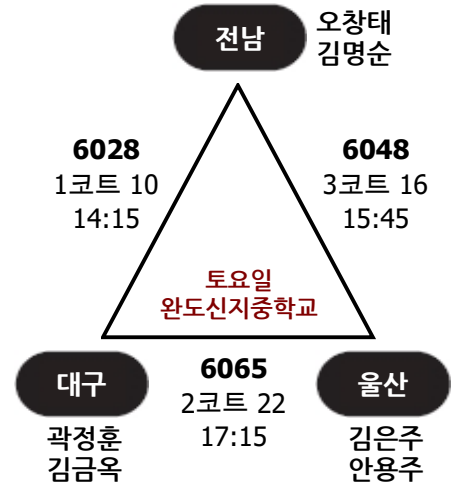 전남
오창태
김명순
6028
1코트 10
14:15
6048
3코트 16
15:45
토요일
완도신지중학교
대구
곽정훈
김금옥
6065
2코트 22
17:15
울산
김은주
안용주